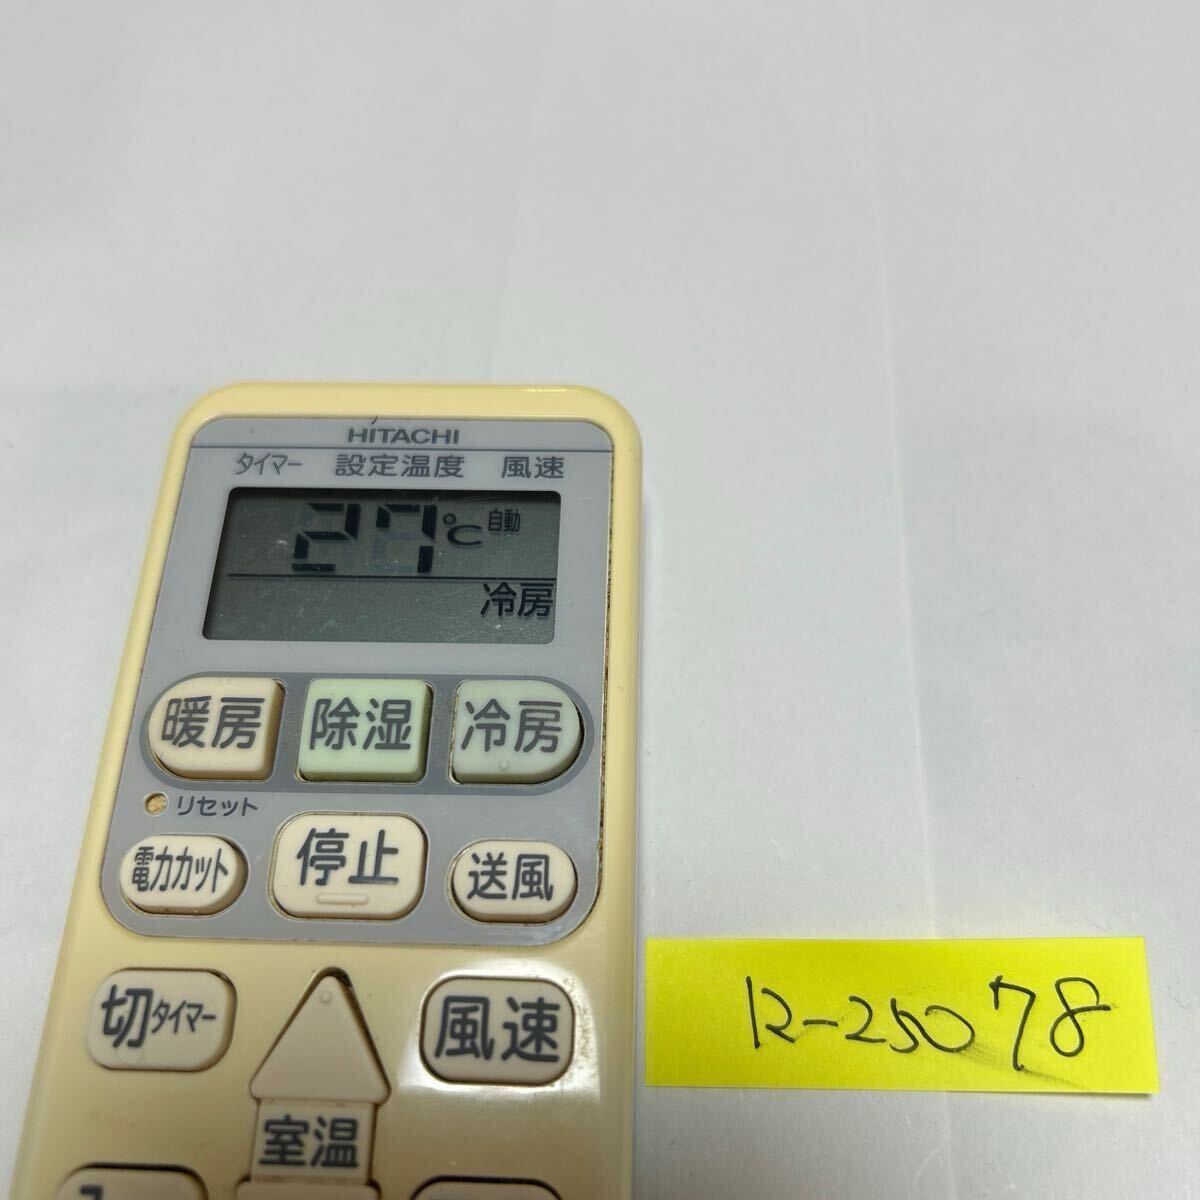 HITACHI
タイマー 設定温度 風速
27℃ 自動
冷房
暖房 除湿 冷房
リセット
電力カット 停止 送風
切タイマー 風速
室温
R-25078